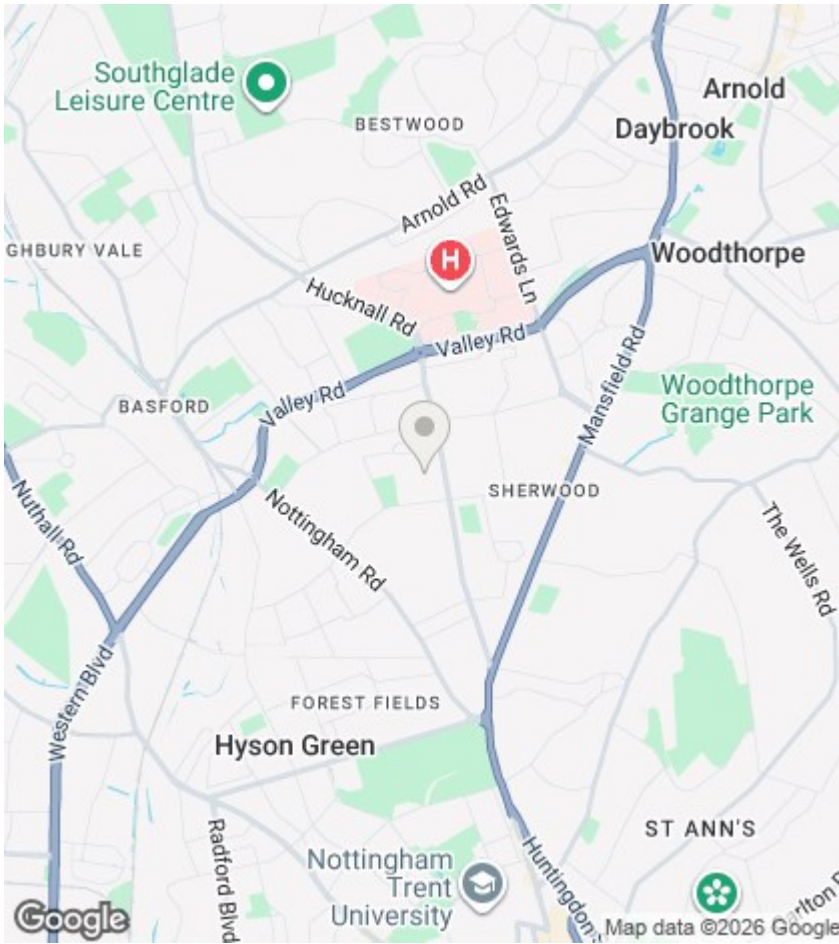 Southglade
Leisure Centre
Arnold
Daybrook
BESTWOOD
Arnold Rd
Edwards Ln
GHBURY VALE
H
Woodthorpe
Hucknall Rd
Valley Rd
Mansfield Rd
Woodthorpe
Grange Park
BASFORD
Valley Rd
SHERWOOD
Nuthall Rd
Nottingham Rd
The Wells Rd
Western Blvd
FOREST FIELDS
Hyson Green
Radford Blvd
ST ANN'S
Nottingham
Trent
University
Huntingdon
Carlton
Google
Map data ©2026 Google